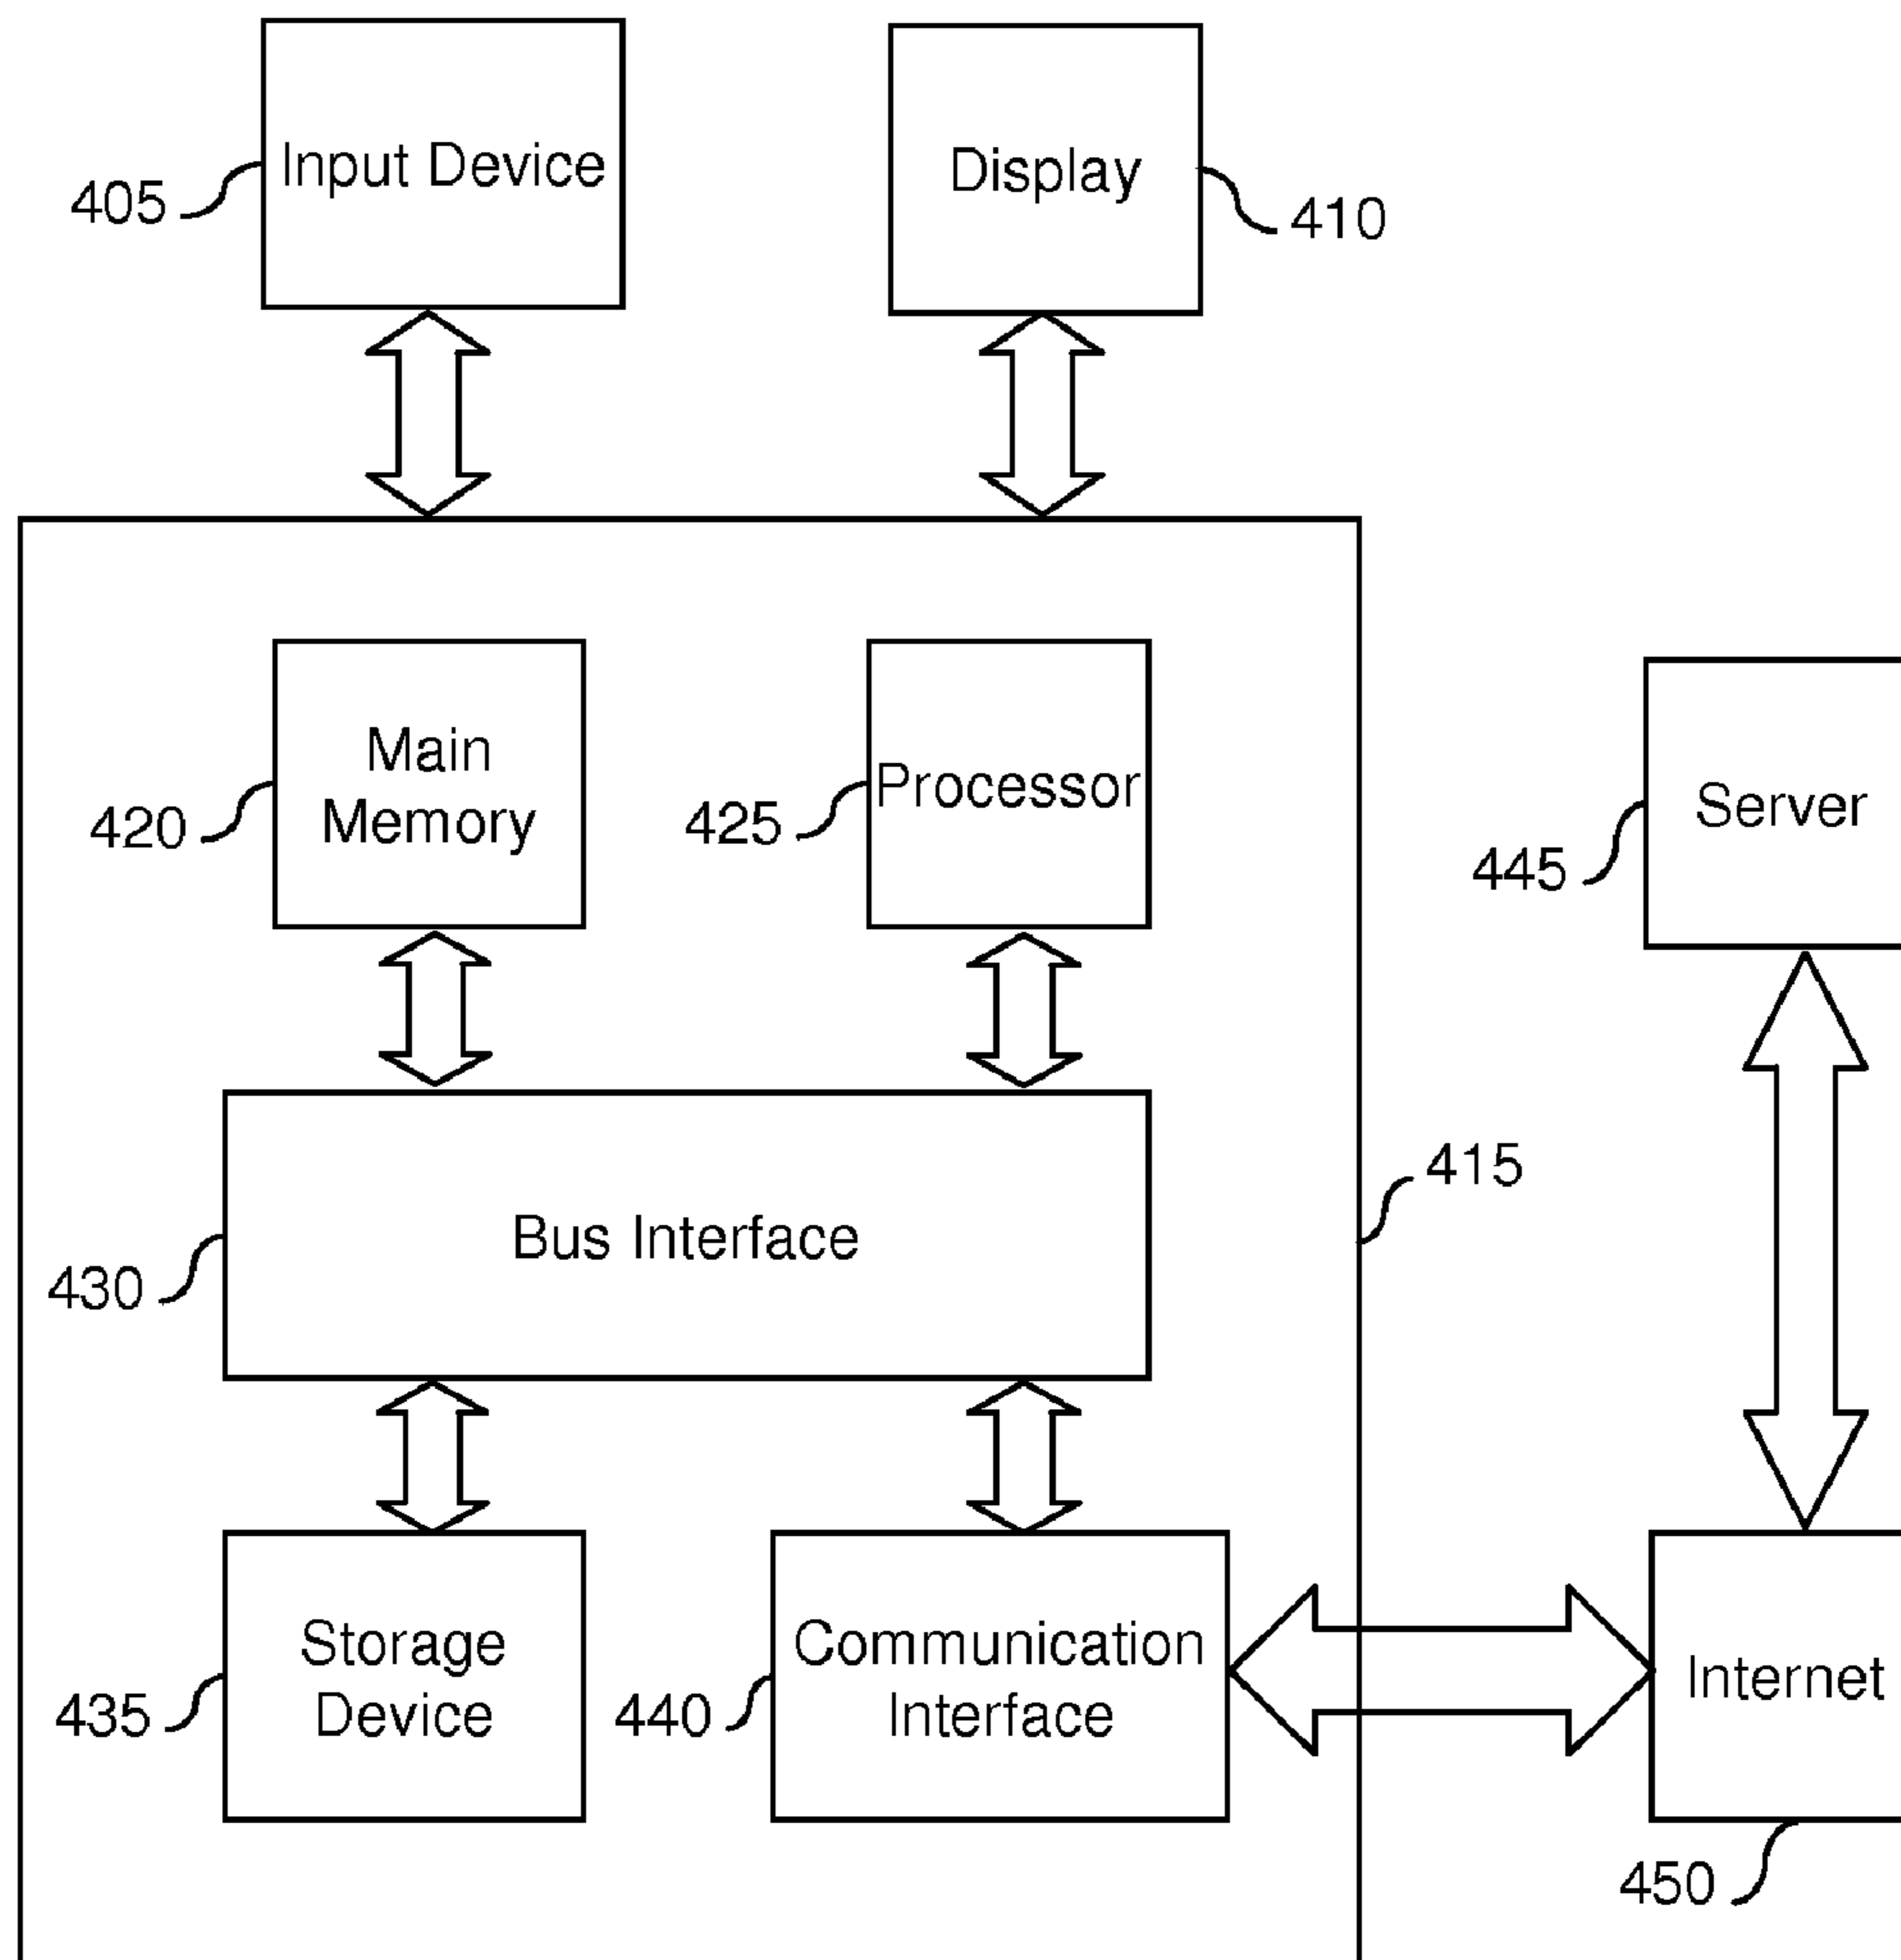 Input Device
405
Display
410
Main
Memory
420
Processor
425
Server
445
Bus Interface
430
415
Storage
Device
435
Communication
Interface
440
Internet
450